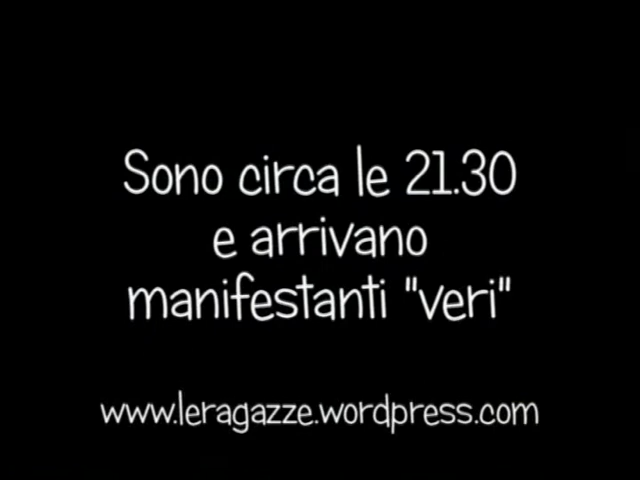 Sono circa le 21.30
e arrivano
manifestanti "veri"
www.leragazze.wordpress.com